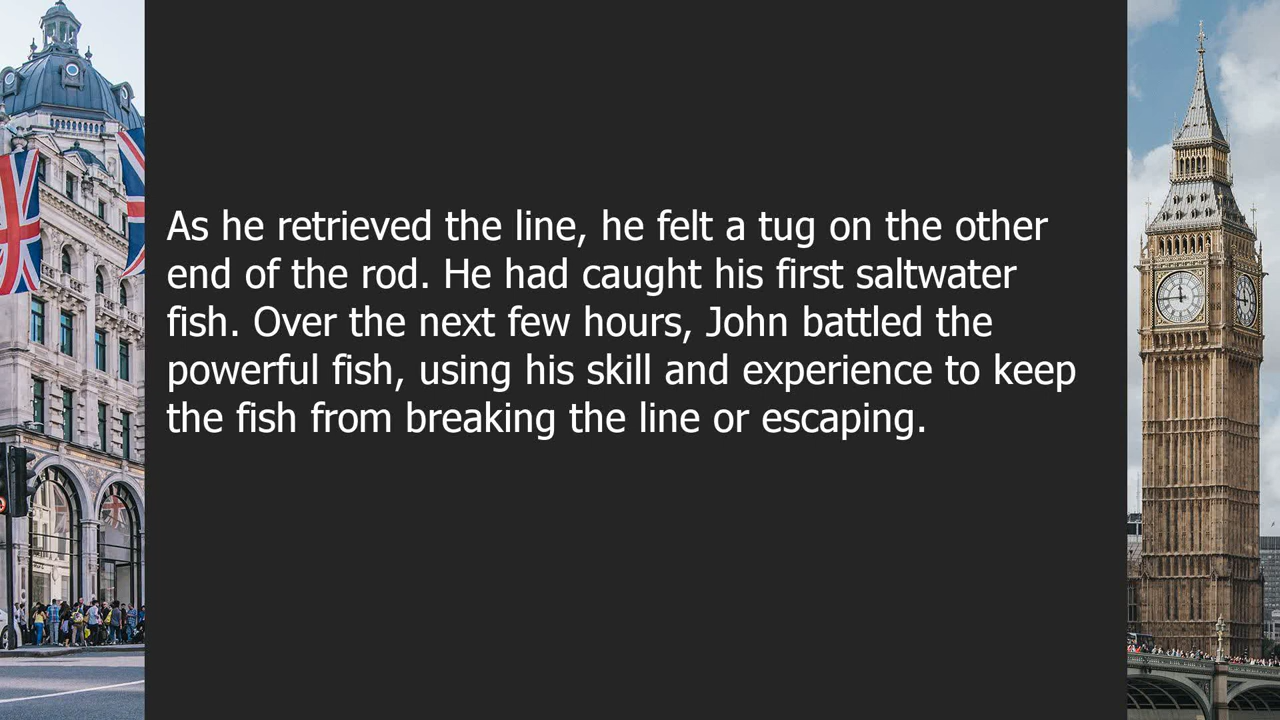 As he retrieved the line, he felt a tug on the other
end of the rod. He had caught his first saltwater
fish. Over the next few hours, John battled the
powerful fish, using his skill and experience to keep
the fish from breaking the line or escaping.